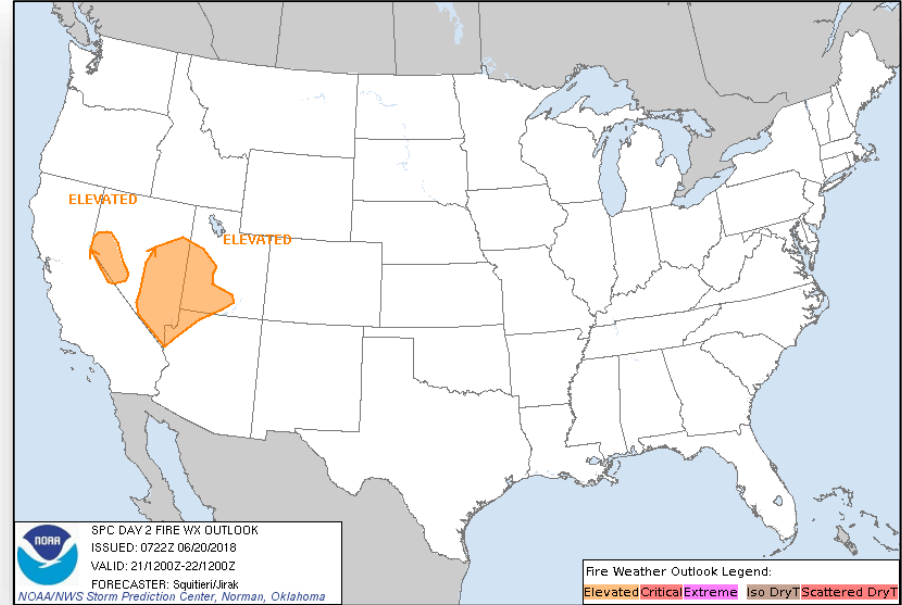 ELEVATED
ELEVATED
NOAA
SPC DAY 2 FIRE WX OUTLOOK
ISSUED: 0722Z 06/20/2018
VALID: 21/1200Z-22/1200Z
FORECASTER: Squitieri/Jirak
NOAA/NWS Storm Prediction Center, Norman, Oklahoma
Fire Weather Outlook Legend:
Elevated Critical Extreme Iso DryT Scattered DryT